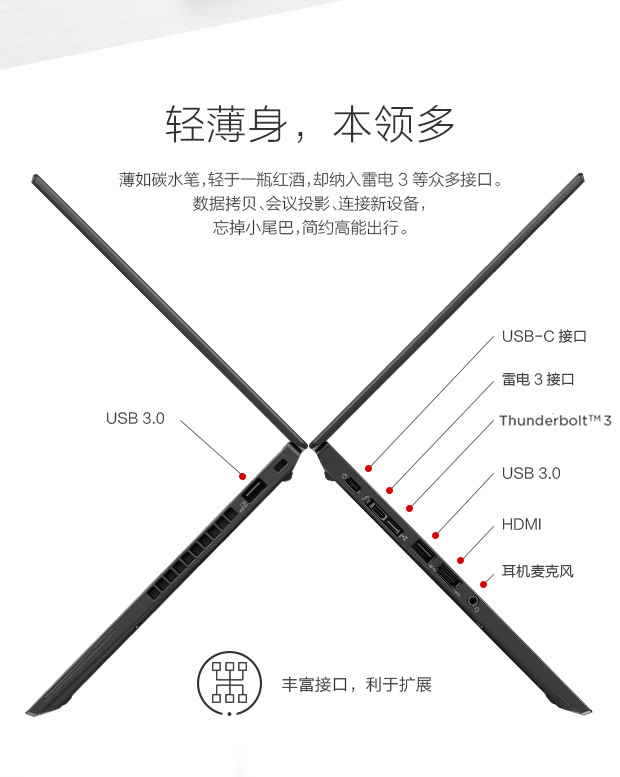 轻薄身，本领多
薄如碳水笔,轻于一瓶红酒,却纳入雷电 3 等众多接口。
数据拷贝、会议投影、连接新设备，
忘掉小尾巴,简约高能出行。
USB-C 接口
雷电 3 接口
USB 3.0
Thunderbolt™ 3
USB 3.0
HDMI
耳机麦克风
丰富接口，利于扩展